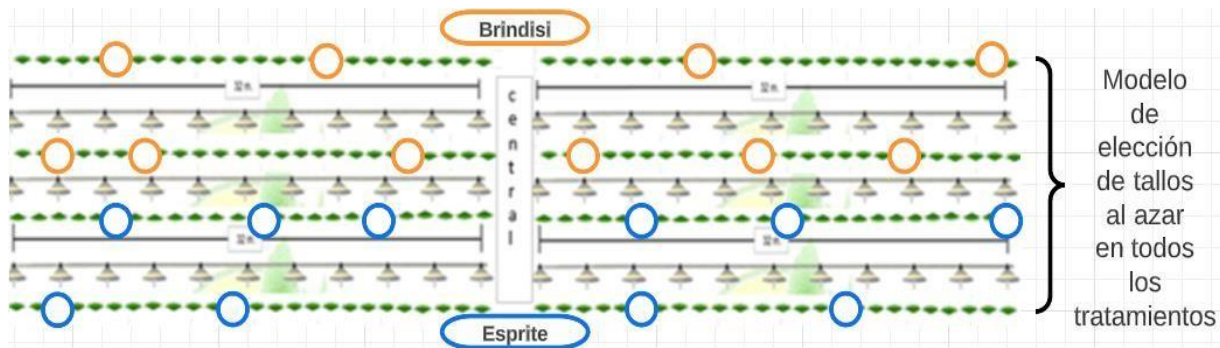 Brindisi
Modelo
de
elección
de tallos
al azar
en todos
los
tratamientos
c
e
n
t
r
a
l
Esprite